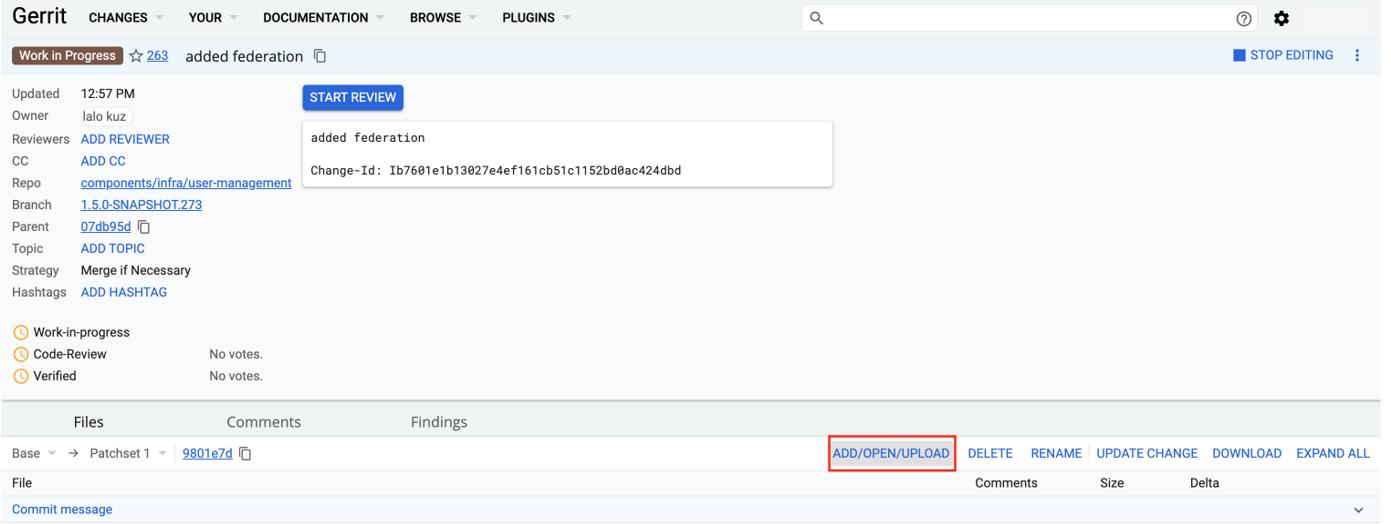 Gerrit CHANGES YOUR DOCUMENTATION BROWSE PLUGINS
Work in Progress 263 added federation STOP EDITING
Updated 12:57 PM START REVIEW
Owner lalo kuz
added federation
Reviewers ADD REVIEWER
CC ADD CC
Change-Id: Ib7601e1b13027e4ef161cb51c1152bd0ac424dbd
Repo components/infra/user-management
Branch 1.5.0-SNAPSHOT.273
Parent 07db95d
Topic ADD TOPIC
Strategy Merge if Necessary
Hashtags ADD HASHTAG
Work-in-progress
Code-Review No votes.
Verified No votes.
Files Comments Findings
Base → Patchset 1 9801e7d ADD/OPEN/UPLOAD DELETE RENAME UPDATE CHANGE DOWNLOAD EXPAND ALL
File Comments Size Delta
Commit message